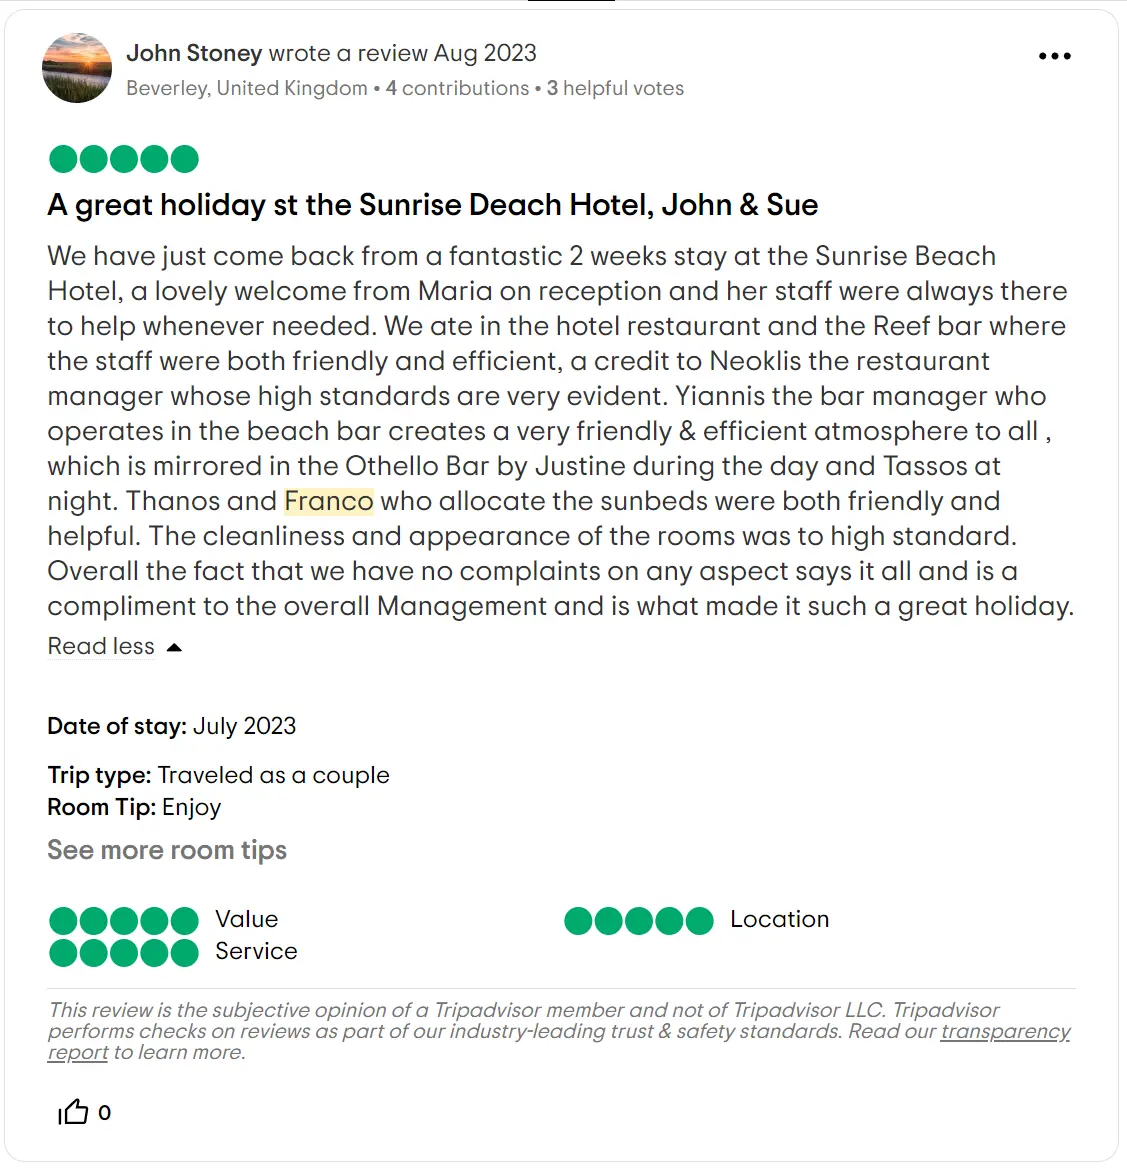 John Stoney wrote a review Aug 2023
Beverley, United Kingdom • 4 contributions • 3 helpful votes
A great holiday st the Sunrise Deach Hotel, John & Sue
We have just come back from a fantastic 2 weeks stay at the Sunrise Beach
Hotel, a lovely welcome from Maria on reception and her staff were always there
to help whenever needed. We ate in the hotel restaurant and the Reef bar where
the staff were both friendly and efficient, a credit to Neoklis the restaurant
manager whose high standards are very evident. Yiannis the bar manager who
operates in the beach bar creates a very friendly & efficient atmosphere to all ,
which is mirrored in the Othello Bar by Justine during the day and Tassos at
night. Thanos and Franco who allocate the sunbeds were both friendly and
helpful. The cleanliness and appearance of the rooms was to high standard.
Overall the fact that we have no complaints on any aspect says it all and is a
compliment to the overall Management and is what made it such a great holiday.
Read less
Date of stay: July 2023
Trip type: Traveled as a couple
Room Tip: Enjoy
See more room tips
Value
Location
Service
This review is the subjective opinion of a Tripadvisor member and not of Tripadvisor LLC. Tripadvisor
performs checks on reviews as part of our industry-leading trust & safety standards. Read our transparency
report to learn more.
0